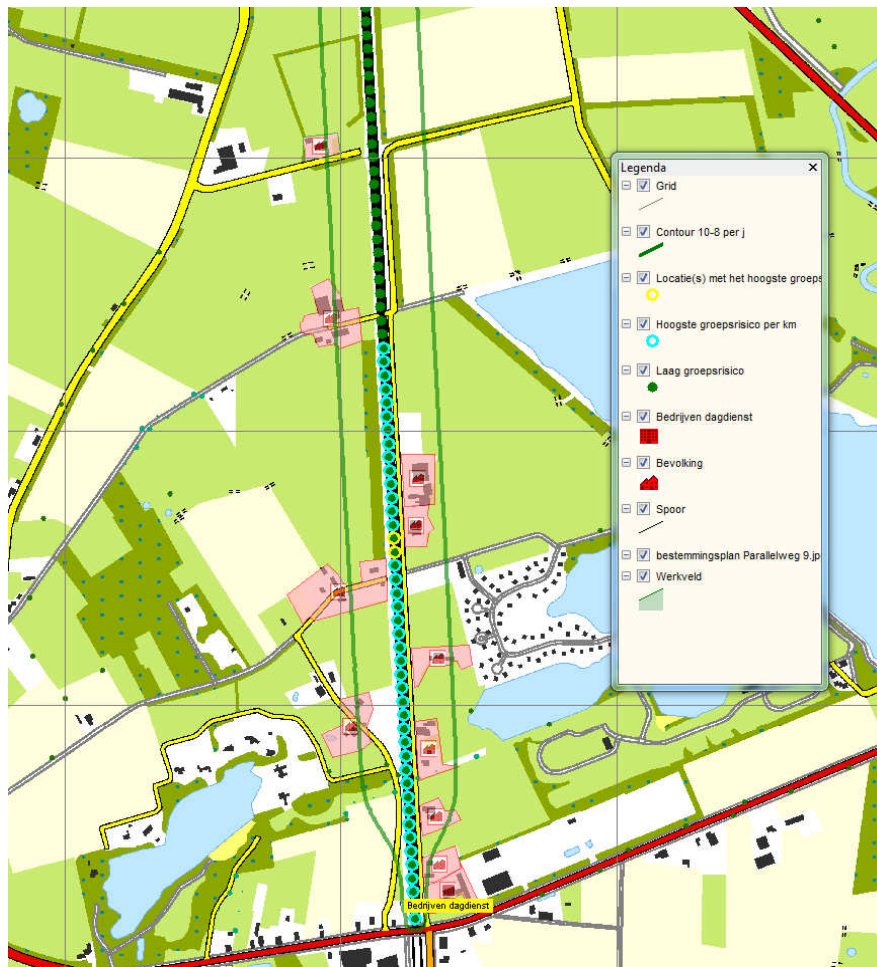 Legenda
Grid
Contour 10-8 per j
Locatie(s) met het hoogste groeps
Hoogste groepsrisico per km
Laag groepsrisico
Bedrijven dagdienst
Bevolking
Spoor
bestemmingsplan Parallelweg 9.jp
Werkveld
Bedrijven dagdienst